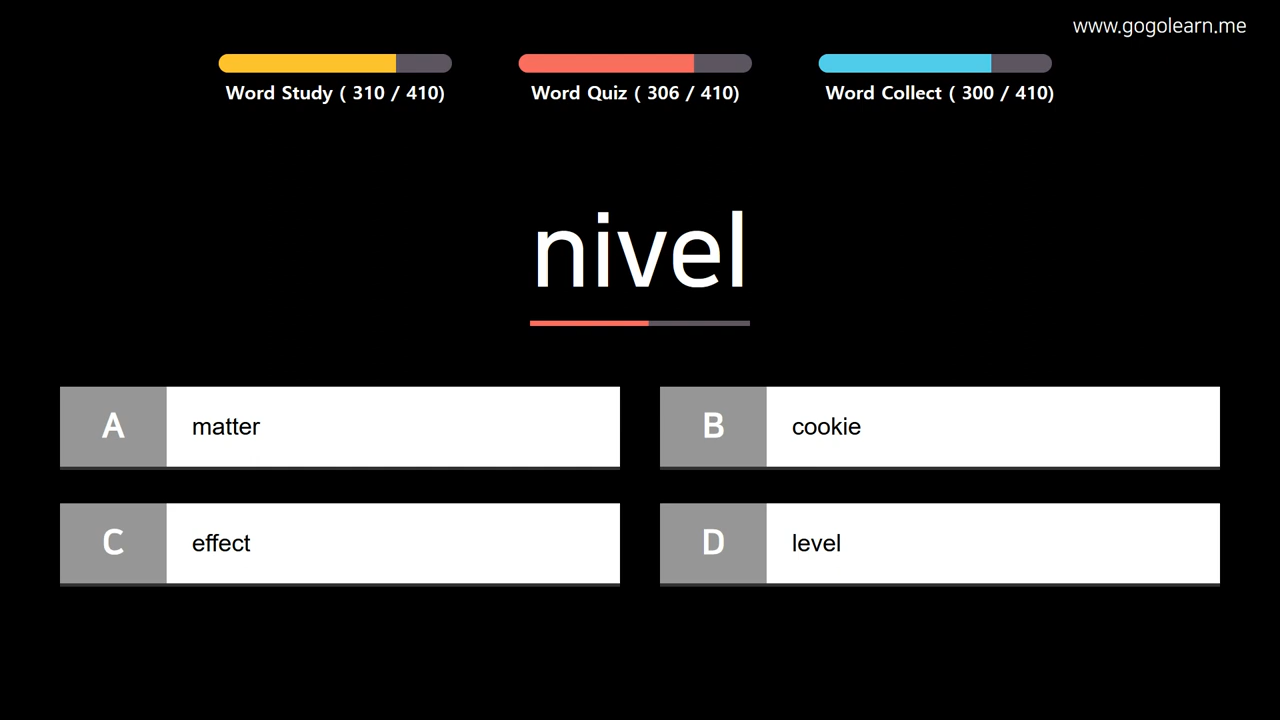 www.gogolearn.me
Word Study ( 310 / 410)
Word Quiz ( 306 / 410)
Word Collect ( 300 / 410)
nivel
A matter
B cookie
C effect
D level